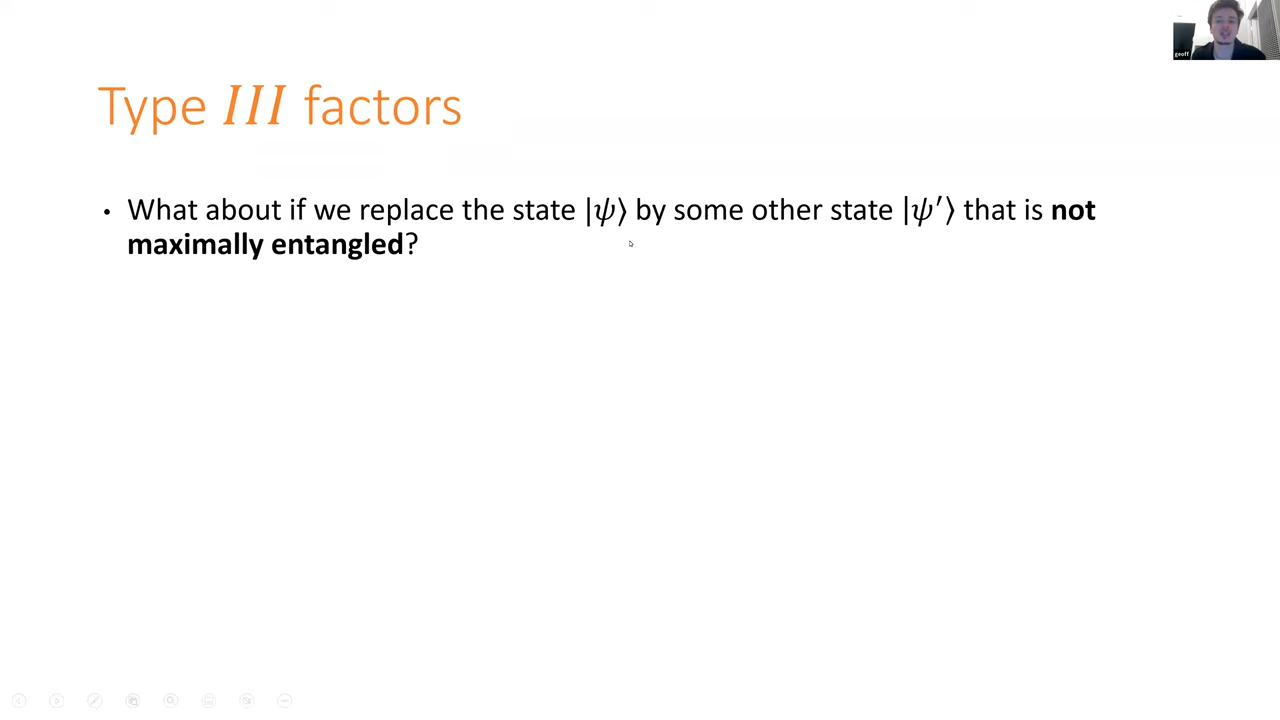 geoff
Type III factors
• What about if we replace the state |ψ⟩ by some other state |ψ′⟩ that is not
maximally entangled?